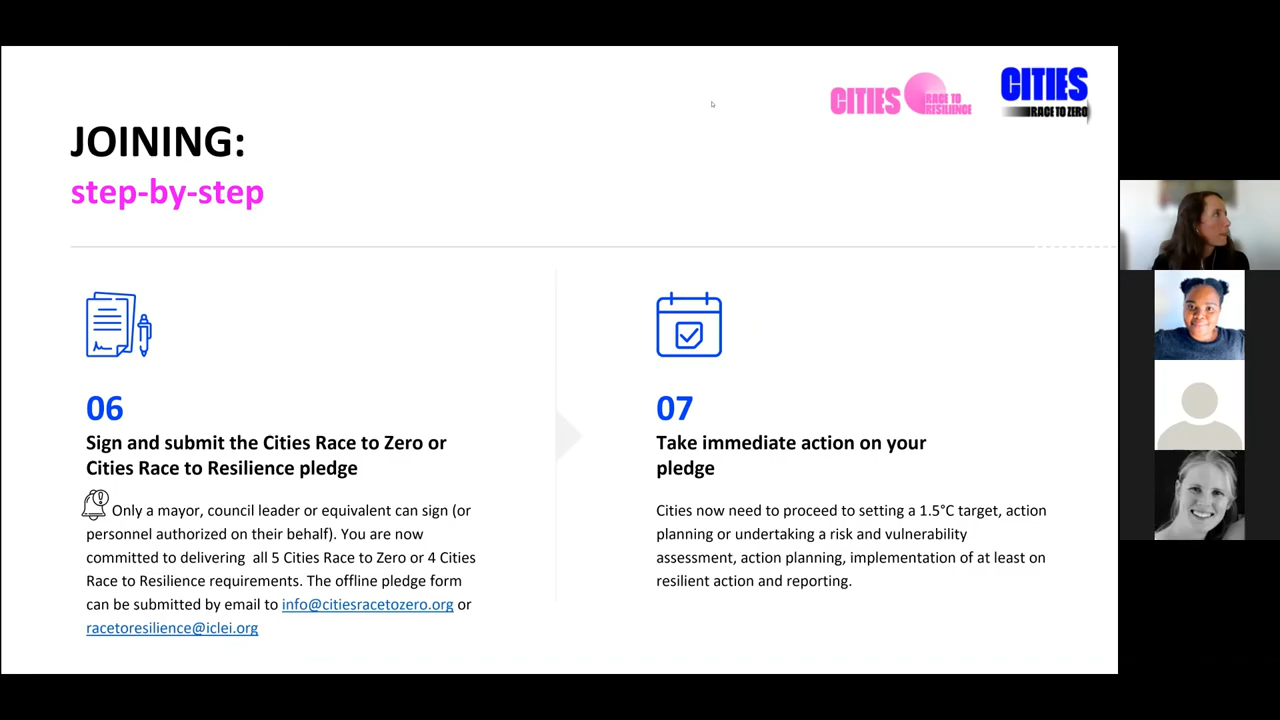 CITIES RACE TO RESILIENCE
CITIES RACE TO ZERO
JOINING:
step-by-step
06
Sign and submit the Cities Race to Zero or
Cities Race to Resilience pledge
Only a mayor, council leader or equivalent can sign (or
personnel authorized on their behalf). You are now
committed to delivering all 5 Cities Race to Zero or 4 Cities
Race to Resilience requirements. The offline pledge form
can be submitted by email to info@citiesracetozero.org or
racetoresilience@iclei.org
07
Take immediate action on your
pledge
Cities now need to proceed to setting a 1.5°C target, action
planning or undertaking a risk and vulnerability
assessment, action planning, implementation of at least on
resilient action and reporting.